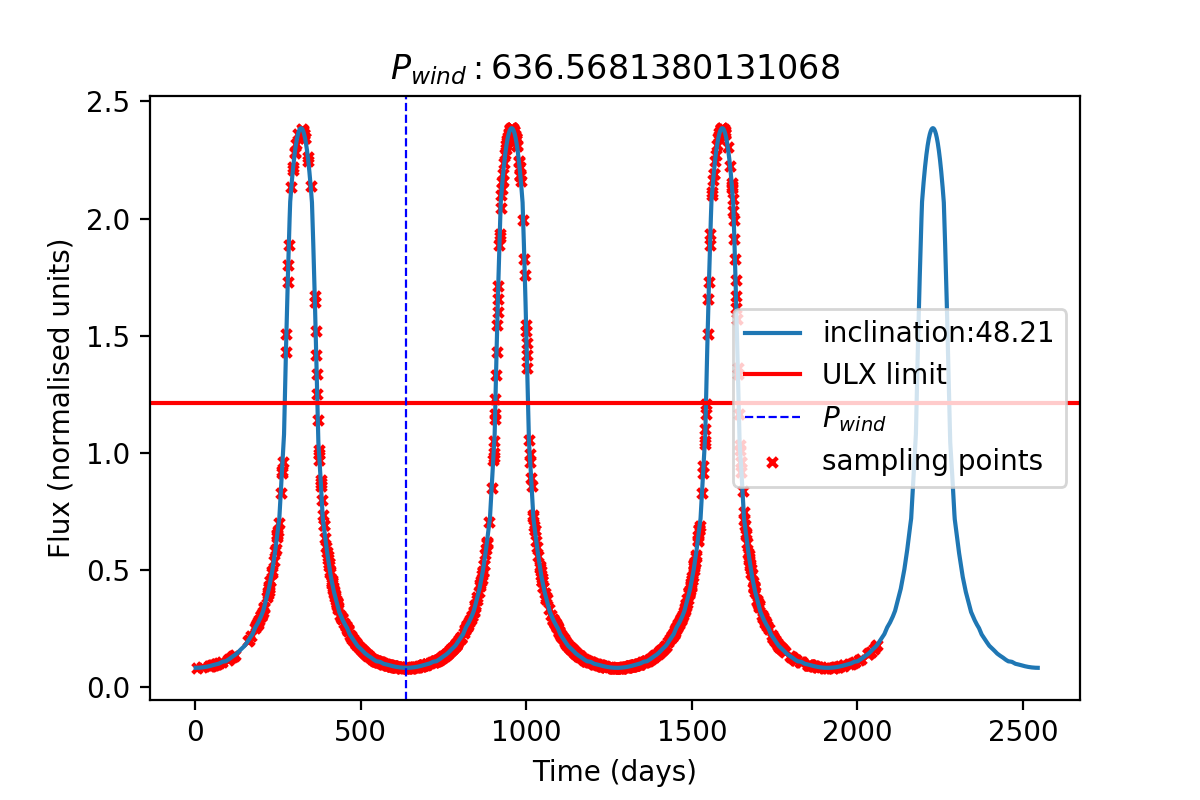 P_wind : 636.5681380131068
2.5
2.0
1.5
1.0
0.5
0.0
Flux (normalised units)
inclination:48.21
ULX limit
P_wind
sampling points
0 500 1000 1500 2000 2500
Time (days)